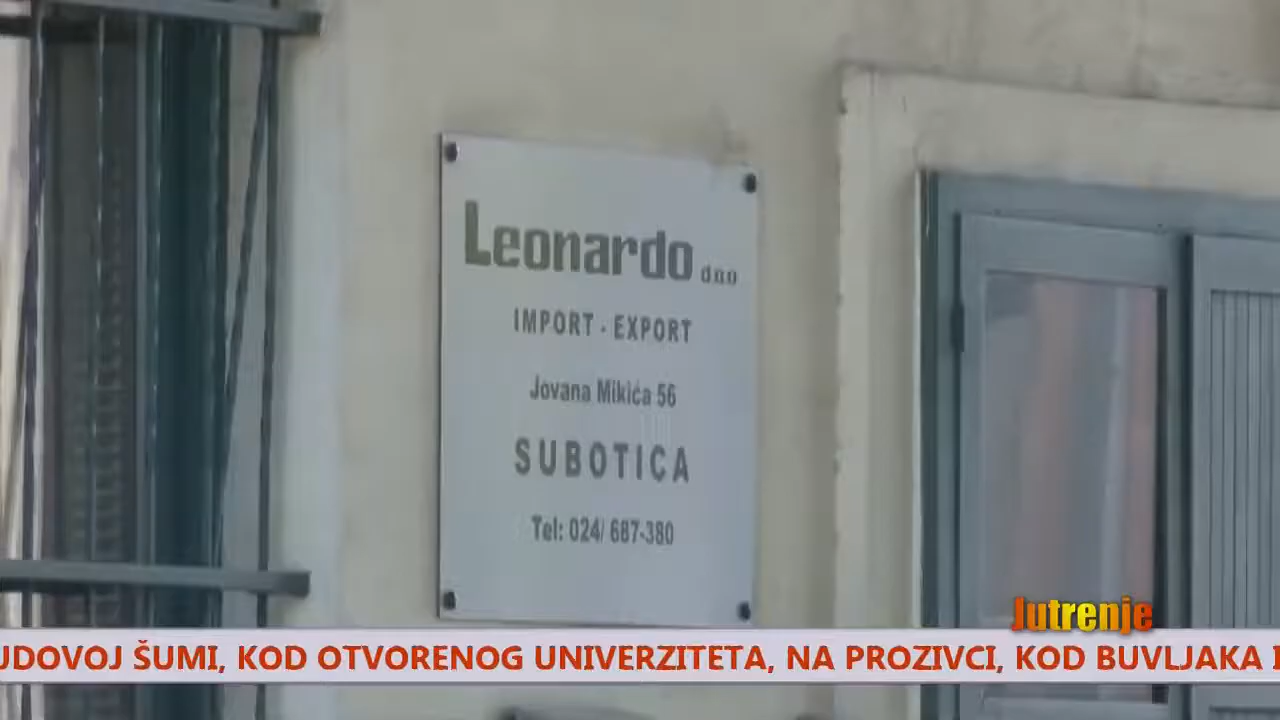 Leonardo doo
IMPORT - EXPORT
Jovana Mikića 56
SUBOTICA
Tel: 024/ 687-380
Jutrenje
UDOVOJ ŠUMI, KOD OTVORENOG UNIVERZITETA, NA PROZIVCI, KOD BUVLJAKA I